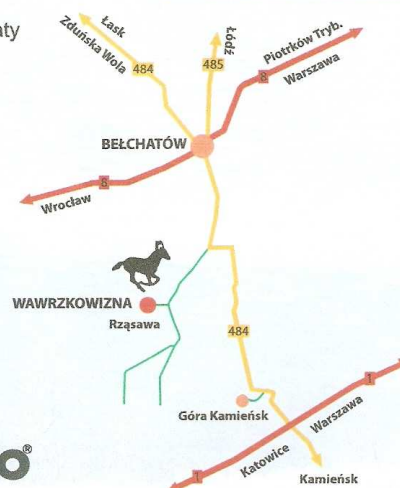 aty
Łask
Zduńska Wola
484
Łódź
485
Piotrków Tryb.
8
Warszawa
BEŁCHATÓW
8
Wrocław
WAWRZKOWIZNA
Rząsawa
484
Góra Kamieńsk
1
Warszawa
Katowice
1
Kamieńsk
o®